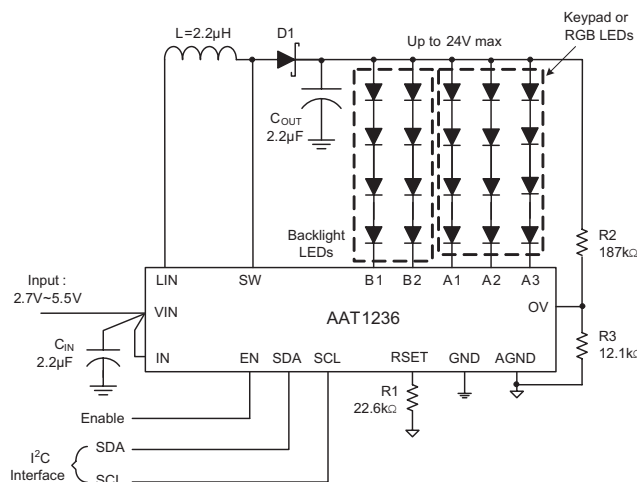 Keypad or
RGB LEDs
L=2.2µH
D1
Up to 24V max
COUT
2.2µF
Backlight
LEDs
R2
187kΩ
Input :
2.7V~5.5V
LIN
SW
B1
B2
A1
A2
A3
VIN
OV
AAT1236
CIN
2.2µF
IN
EN
SDA
SCL
RSET
GND
AGND
R3
12.1kΩ
R1
22.6kΩ
Enable
I2C
Interface
SDA
SCL